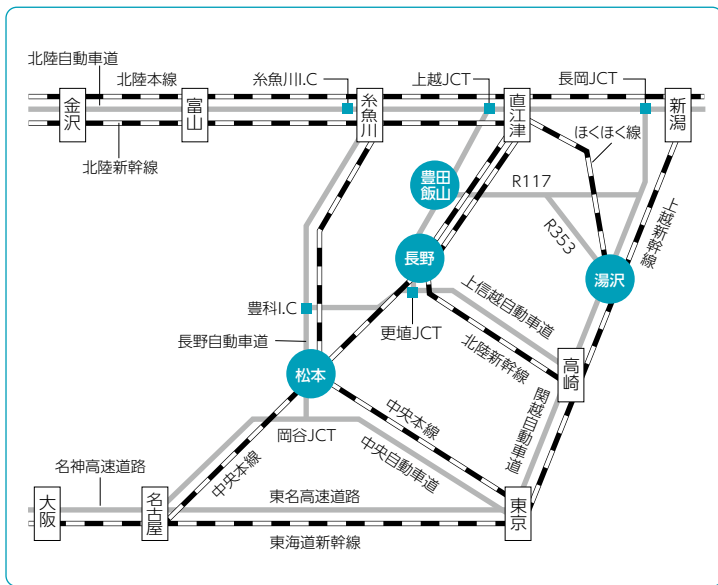 北陸自動車道
北陸本線
糸魚川I.C
上越JCT
長岡JCT
金沢
富山
糸魚川
直江津
新潟
ほくほく線
北陸新幹線
豊田
飯山
R117
R353
上越新幹線
長野
湯沢
上信越自動車道
豊科I.C
更埴JCT
長野自動車道
北陸新幹線
高崎
松本
関越自動車道
中央本線
岡谷JCT
中央自動車道
中央本線
名神高速道路
大阪
名古屋
東名高速道路
東京
東海道新幹線